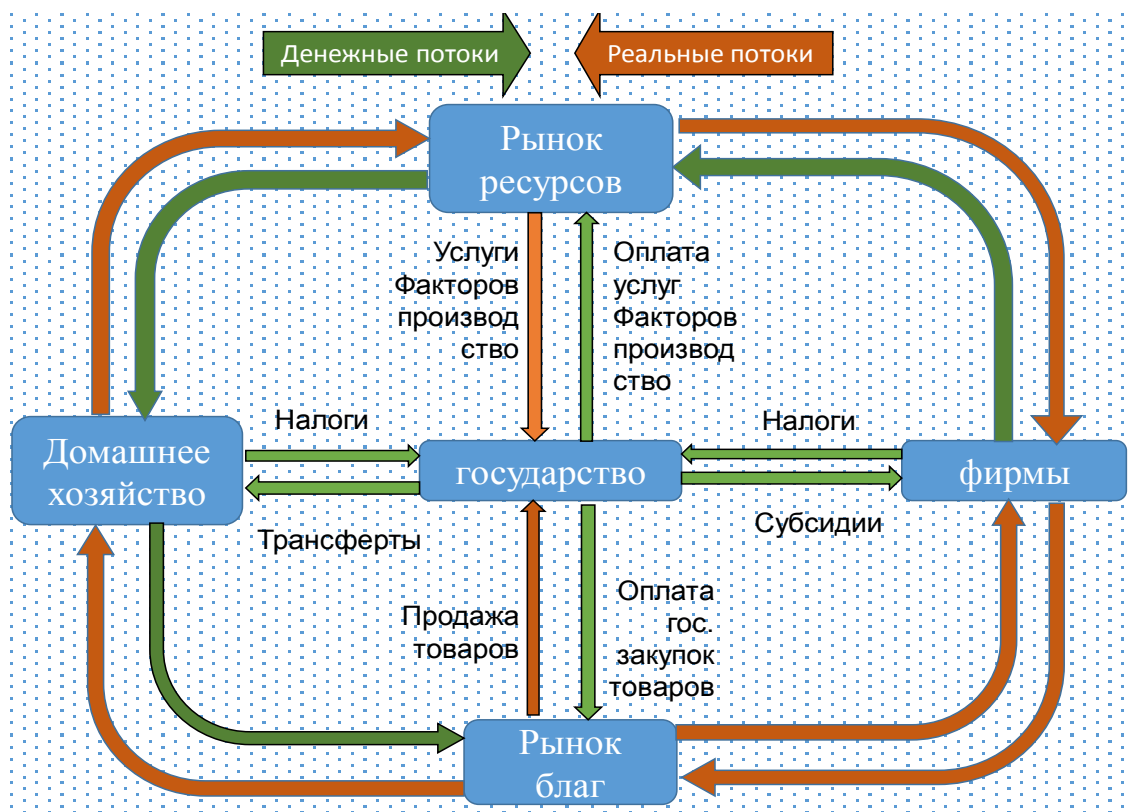 Денежные потоки
Реальные потоки
Рынок
ресурсов
Услуги
Факторов
производ
ство
Оплата
услуг
Факторов
производ
ство
Налоги
Налоги
Домашнее
хозяйство
государство
фирмы
Трансферты
Субсидии
Продажа
товаров
Оплата
гос.
закупок
товаров
Рынок
благ